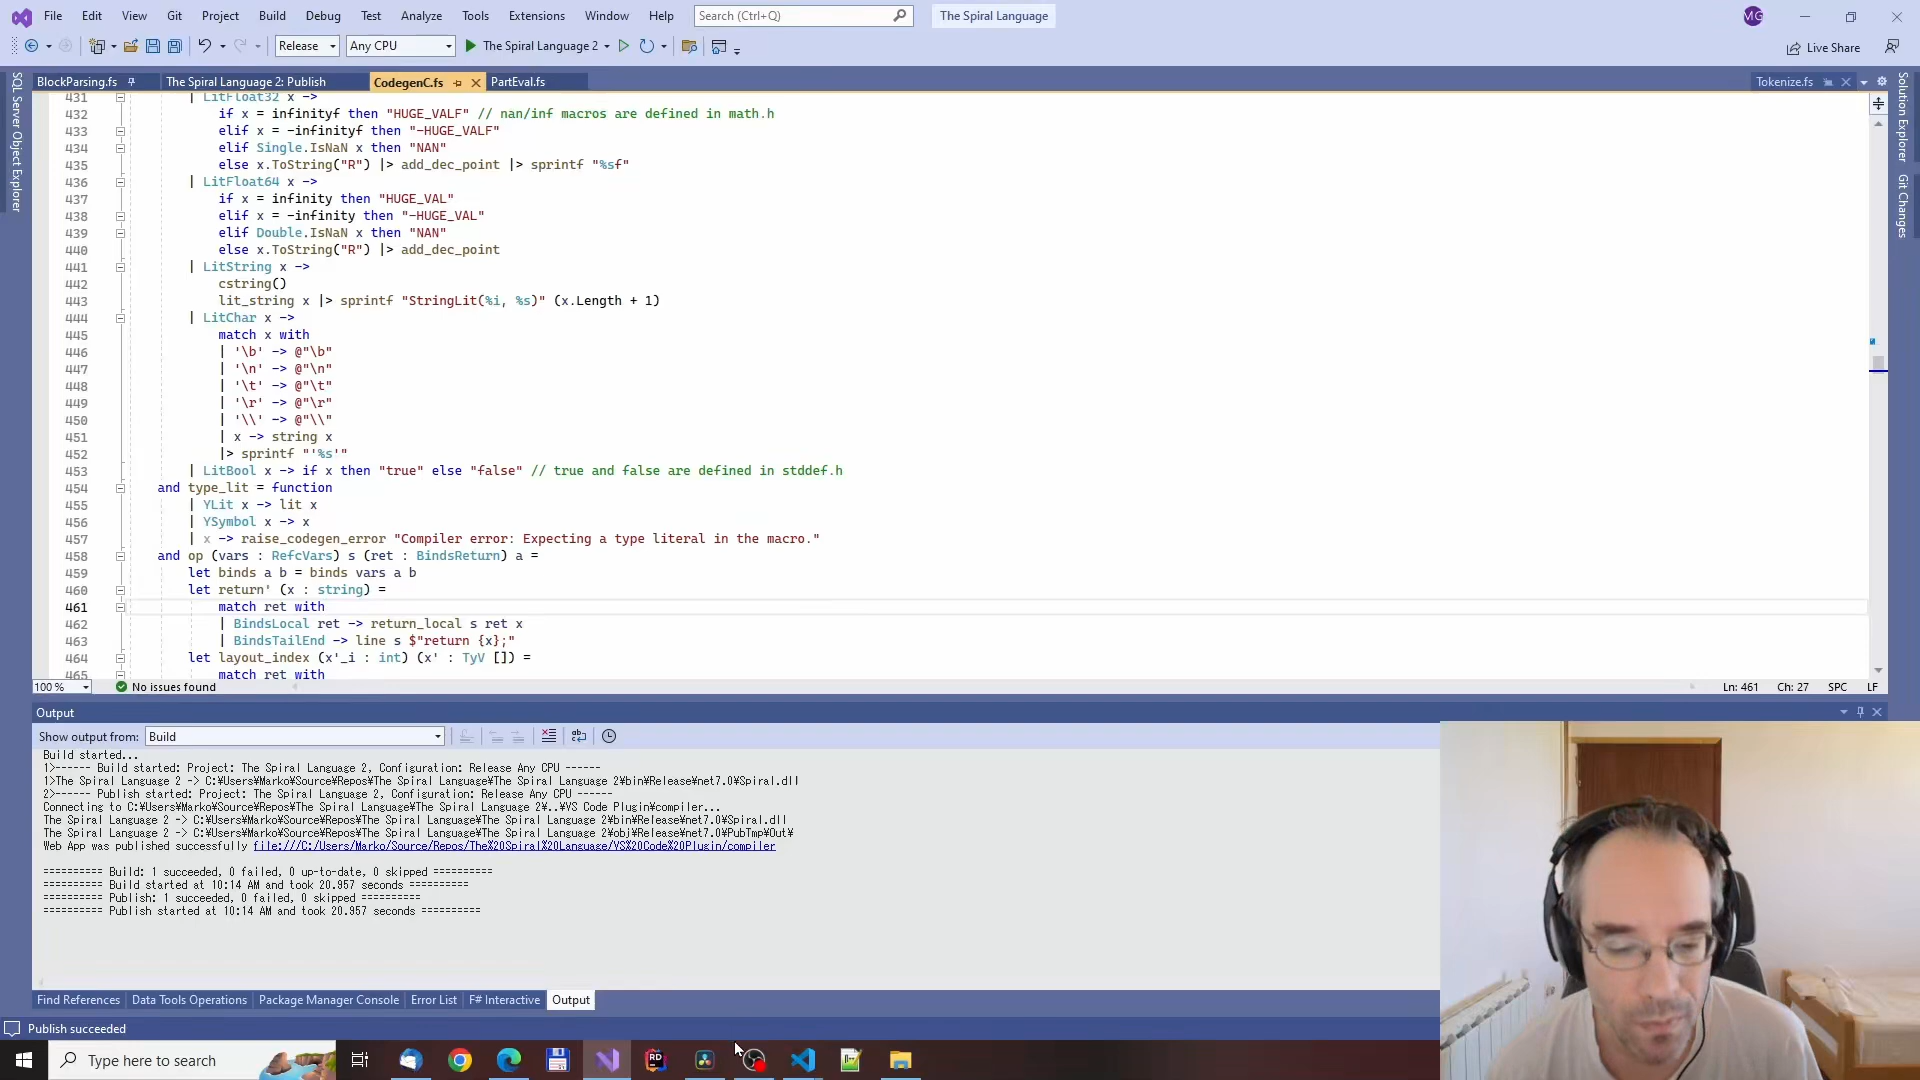 File Edit View Git Project Build Debug Test Analyze Tools Extensions Window Help Search (Ctrl+Q) The Spiral Language MG
Release Any CPU The Spiral Language 2 Live Share
BlockParsing.fs The Spiral Language 2: Publish CodegenC.fs PartEval.fs Tokenize.fs
SQL Server Object Explorer
Solution Explorer
Git Changes
431 | LitFloat32 x ->
432 if x = infinityf then "HUGE_VALF" // nan/inf macros are defined in math.h
433 elif x = -infinityf then "-HUGE_VALF"
434 elif Single.IsNaN x then "NAN"
435 else x.ToString("R") |> add_dec_point |> sprintf "%sf"
436 | LitFloat64 x ->
437 if x = infinity then "HUGE_VAL"
438 elif x = -infinity then "-HUGE_VAL"
439 elif Double.IsNaN x then "NAN"
440 else x.ToString("R") |> add_dec_point
441 | LitString x ->
442 cstring()
443 lit_string x |> sprintf "StringLit(%i, %s)" (x.Length + 1)
444 | LitChar x ->
445 match x with
446 | '\b' -> @"\b"
447 | '\n' -> @"\n"
448 | '\t' -> @"\t"
449 | '\r' -> @"\r"
450 | '\\' -> @"\\"
451 | x -> string x
452 |> sprintf "'%s'"
453 | LitBool x -> if x then "true" else "false" // true and false are defined in stddef.h
454 and type_lit = function
455 | YLit x -> lit x
456 | YSymbol x -> x
457 | x -> raise_codegen_error "Compiler error: Expecting a type literal in the macro."
458 and op (vars : RefcVars) s (ret : BindsReturn) a =
459 let binds a b = binds vars a b
460 let return' (x : string) =
461 match ret with
462 | BindsLocal ret -> return_local s ret x
463 | BindsTailEnd -> line s $"return {x};"
464 let layout_index (x'_i : int) (x' : TyV []) =
465 match ret with
100 % No issues found Ln: 461 Ch: 27 SPC LF
Output
Show output from: Build
Build started...
1>------ Build started: Project: The Spiral Language 2, Configuration: Release Any CPU ------
1>The Spiral Language 2 -> C:¥Users¥Marko¥Source¥Repos¥The Spiral Language¥The Spiral Language 2¥bin¥Release¥net7.0¥Spiral.dll
2>------ Publish started: Project: The Spiral Language 2, Configuration: Release Any CPU ------
Connecting to C:¥Users¥Marko¥Source¥Repos¥The Spiral Language¥The Spiral Language 2¥..¥VS Code Plugin¥compiler...
The Spiral Language 2 -> C:¥Users¥Marko¥Source¥Repos¥The Spiral Language¥The Spiral Language 2¥bin¥Release¥net7.0¥Spiral.dll
The Spiral Language 2 -> C:¥Users¥Marko¥Source¥Repos¥The Spiral Language¥The Spiral Language 2¥obj¥Release¥net7.0¥PubTmp¥Out¥
Web App was published successfully file:///C:/Users/Marko/Source/Repos/The%20Spiral%20Language/VS%20Code%20Plugin/compiler
========== Build: 1 succeeded, 0 failed, 0 up-to-date, 0 skipped ==========
========== Build started at 10:14 AM and took 20.957 seconds ==========
========== Publish: 1 succeeded, 0 failed, 0 skipped ==========
========== Publish started at 10:14 AM and took 20.957 seconds ==========
Find References Data Tools Operations Package Manager Console Error List F# Interactive Output
Publish succeeded
Type here to search
RD